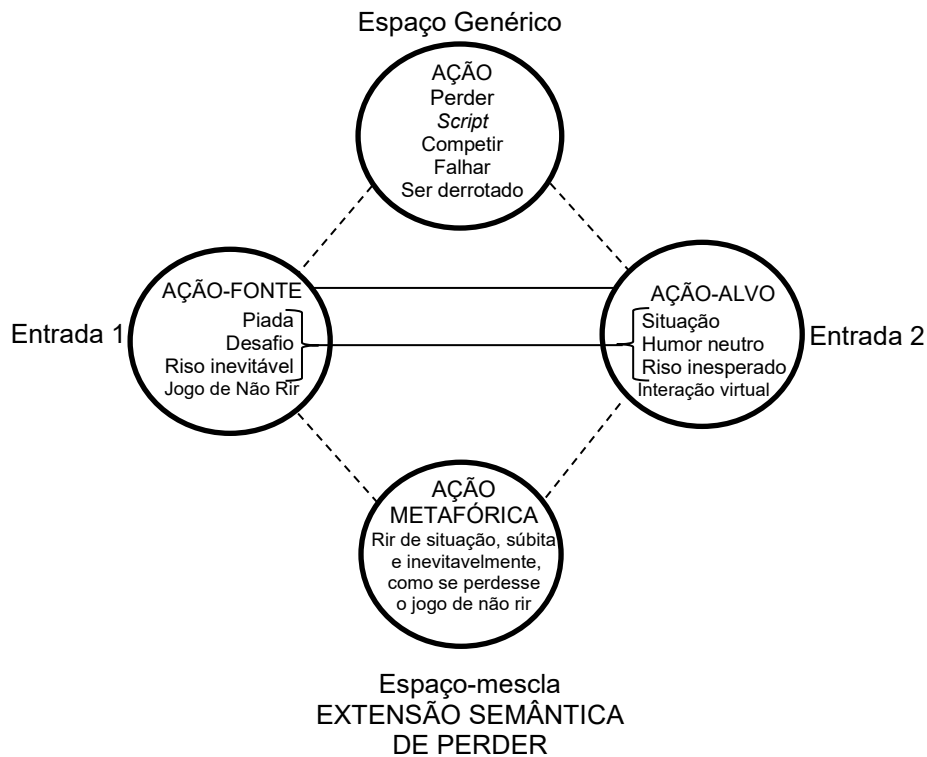 Espaço Genérico
AÇÃO
Perder
Script
Competir
Falhar
Ser derrotado
Entrada 1
AÇÃO-FONTE
Piada
Desafio
Riso inevitável
Jogo de Não Rir
AÇÃO-ALVO
Situação
Humor neutro
Riso inesperado
Interação virtual
Entrada 2
AÇÃO
METAFÓRICA
Rir de situação, súbita
e inevitavelmente,
como se perdesse
o jogo de não rir
Espaço-mescla
EXTENSÃO SEMÂNTICA
DE PERDER